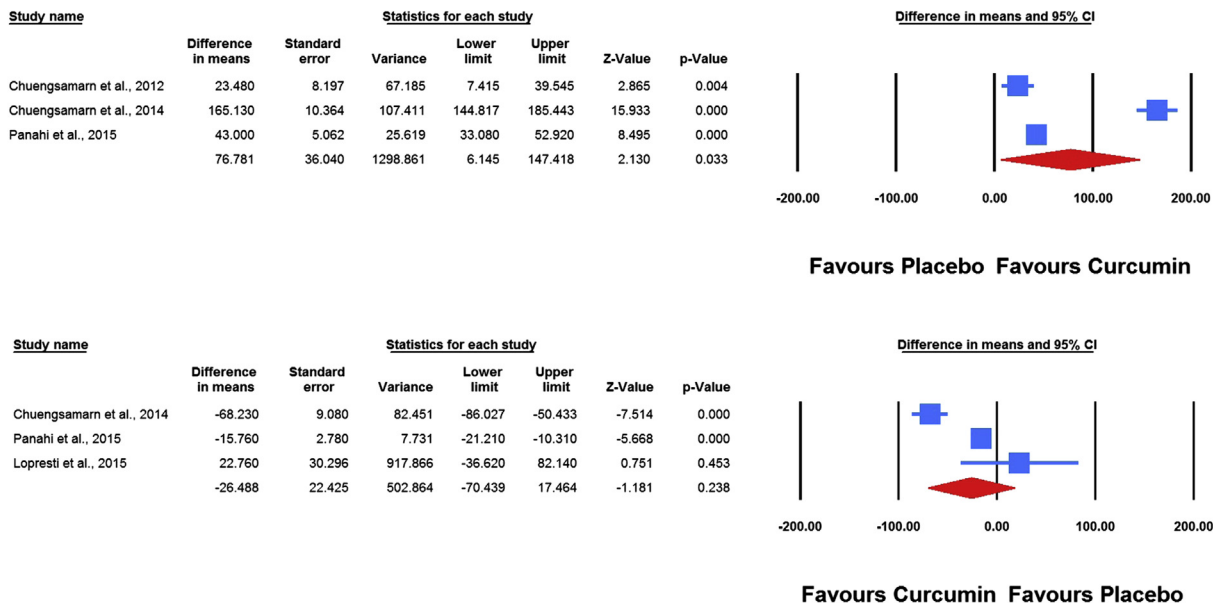 Study name Statistics for each study Difference in means and 95% CI
Difference Standard Lower Upper
in means error Variance limit limit Z-Value p-Value
Chuengsamarn et al., 2012 23.480 8.197 67.185 7.415 39.545 2.865 0.004
Chuengsamarn et al., 2014 165.130 10.364 107.411 144.817 185.443 15.933 0.000
Panahi et al., 2015 43.000 5.062 25.619 33.080 52.920 8.495 0.000
76.781 36.040 1298.861 6.145 147.418 2.130 0.033
-200.00 -100.00 0.00 100.00 200.00
Favours Placebo Favours Curcumin
Study name Statistics for each study Difference in means and 95% CI
Difference Standard Lower Upper
in means error Variance limit limit Z-Value p-Value
Chuengsamarn et al., 2014 -68.230 9.080 82.451 -86.027 -50.433 -7.514 0.000
Panahi et al., 2015 -15.760 2.780 7.731 -21.210 -10.310 -5.668 0.000
Lopresti et al., 2015 22.760 30.296 917.866 -36.620 82.140 0.751 0.453
-26.488 22.425 502.864 -70.439 17.464 -1.181 0.238
-200.00 -100.00 0.00 100.00 200.00
Favours Curcumin Favours Placebo